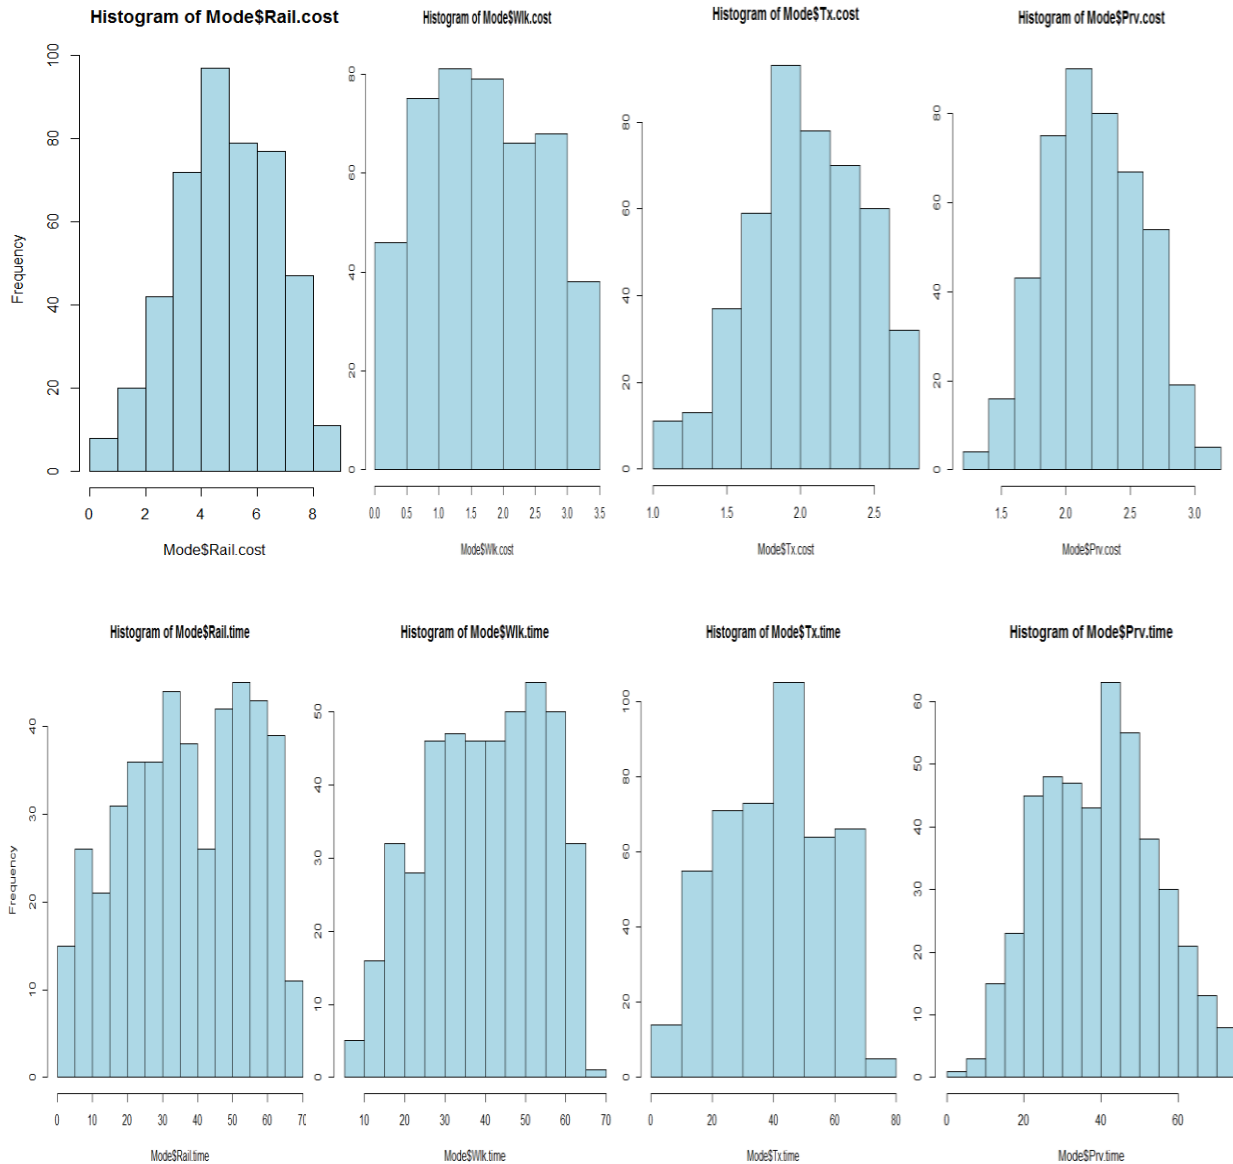 Histogram of Mode$Rail.cost
Frequency
0 20 40 60 80 100
0 2 4 6 8
Mode$Rail.cost
Histogram of Mode$Wlk.cost
0 20 40 60 80
0.0 0.5 1.0 1.5 2.0 2.5 3.0 3.5
Mode$Wlk.cost
Histogram of Mode$Tx.cost
0 20 40 60 80
1.0 1.5 2.0 2.5
Mode$Tx.cost
Histogram of Mode$Prv.cost
0 20 40 60 80
1.5 2.0 2.5 3.0
Mode$Prv.cost
Histogram of Mode$Rail.time
Frequency
0 10 20 30 40
0 10 20 30 40 50 60 70
Mode$Rail.time
Histogram of Mode$Wlk.time
0 10 20 30 40 50
10 20 30 40 50 60 70
Mode$Wlk.time
Histogram of Mode$Tx.time
0 20 40 60 80 100
0 20 40 60 80
Mode$Tx.time
Histogram of Mode$Prv.time
0 10 20 30 40 50 60
0 20 40 60
Mode$Prv.time